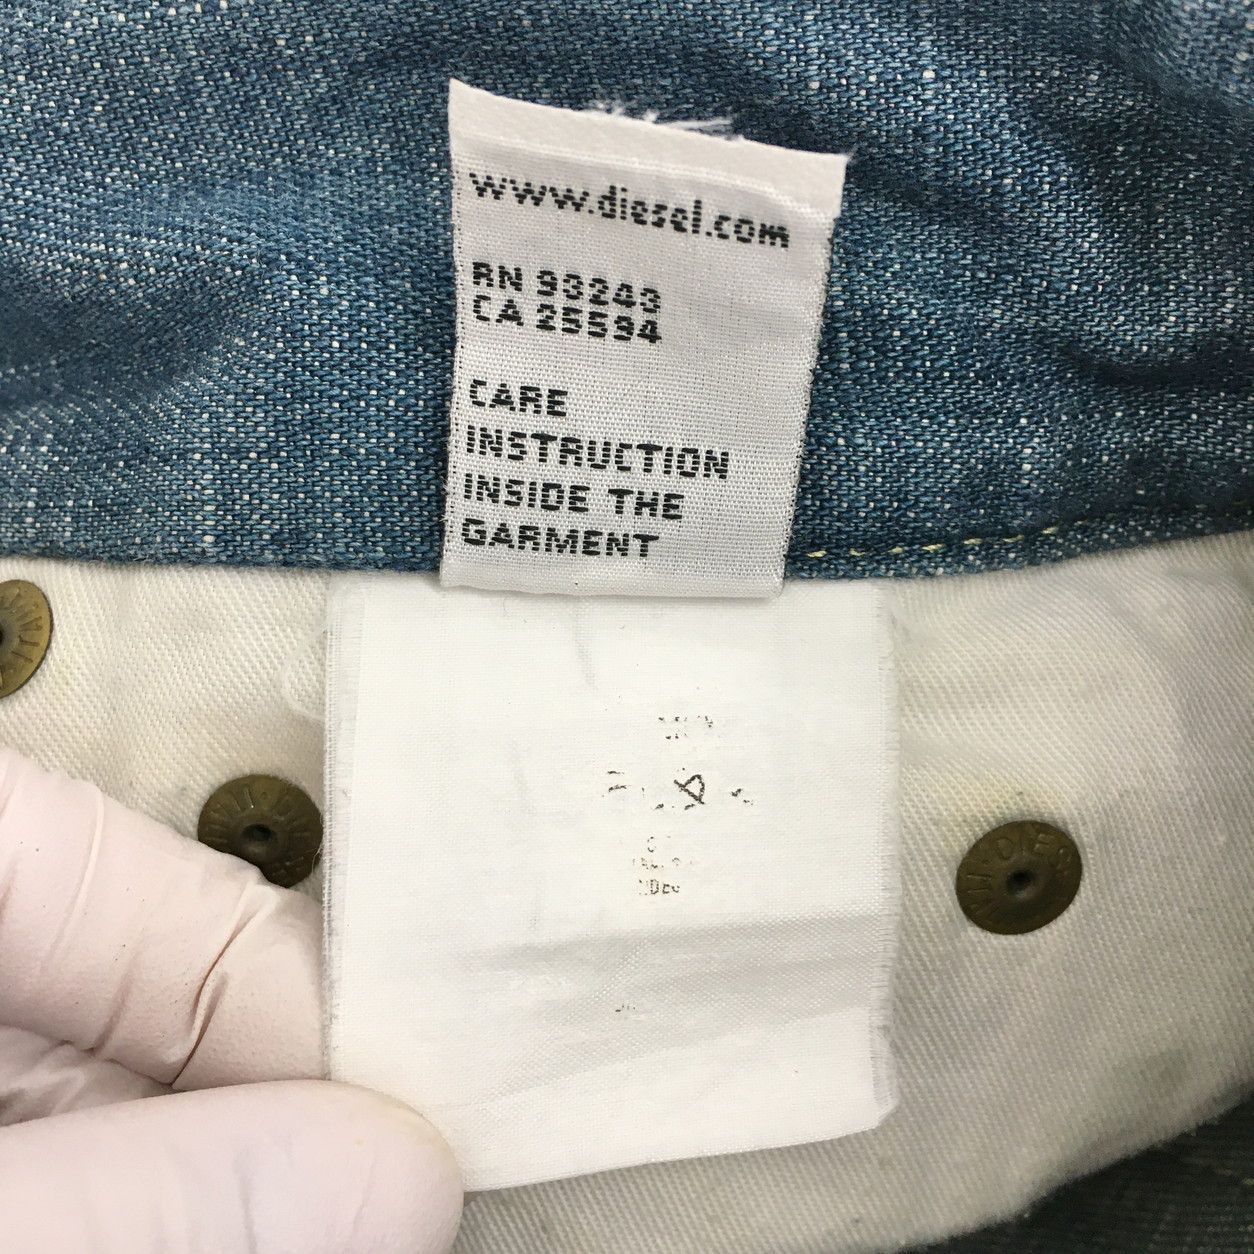 www.diesel.com
RN 93243
CA 25594
CARE
INSTRUCTION
INSIDE THE
GARMENT